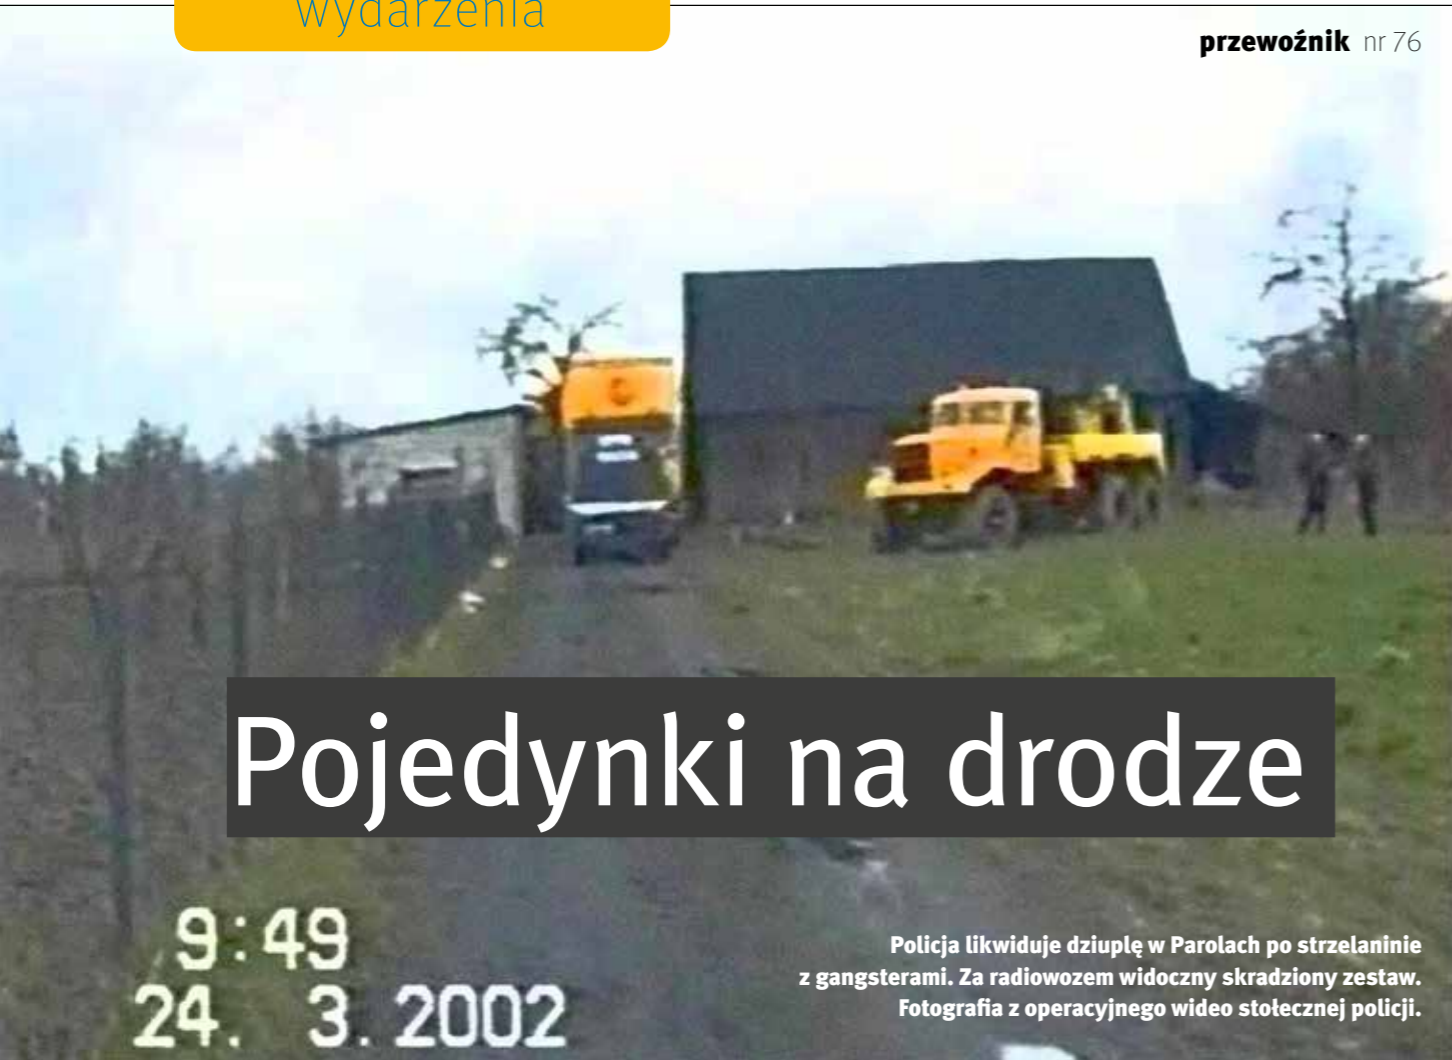 wydarzenia
przewoźnik nr 76
Pojedynki na drodze
9:49
24. 3. 2002
Policja likwiduje dziuplę w Parolach po strzelaninie
z gangsterami. Za radiowozem widoczny skradziony zestaw.
Fotografia z operacyjnego wideo stołecznej policji.